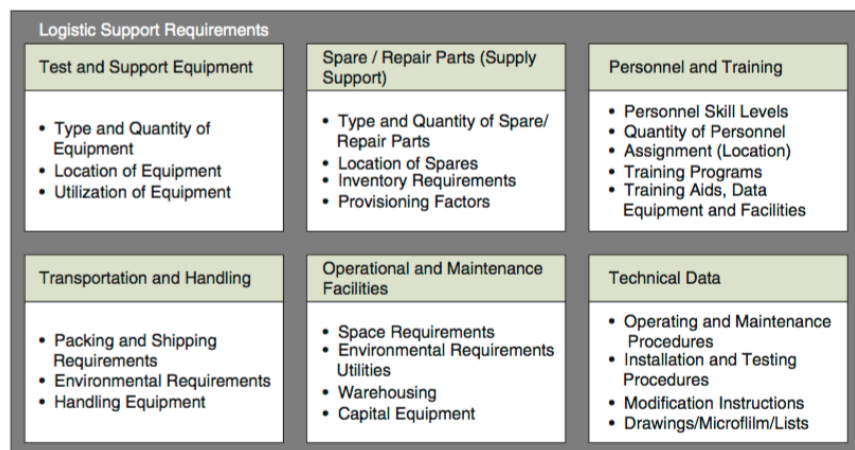 Logistic Support Requirements
Test and Support Equipment
• Type and Quantity of
Equipment
• Location of Equipment
• Utilization of Equipment
Spare / Repair Parts (Supply
Support)
• Type and Quantity of Spare/
Repair Parts
• Location of Spares
• Inventory Requirements
• Provisioning Factors
Personnel and Training
• Personnel Skill Levels
• Quantity of Personnel
• Assignment (Location)
• Training Programs
• Training Aids, Data
Equipment and Facilities
Transportation and Handling
• Packing and Shipping
Requirements
• Environmental Requirements
• Handling Equipment
Operational and Maintenance
Facilities
• Space Requirements
• Environmental Requirements
Utilities
• Warehousing
• Capital Equipment
Technical Data
• Operating and Maintenance
Procedures
• Installation and Testing
Procedures
• Modification Instructions
• Drawings/Microflilm/Lists